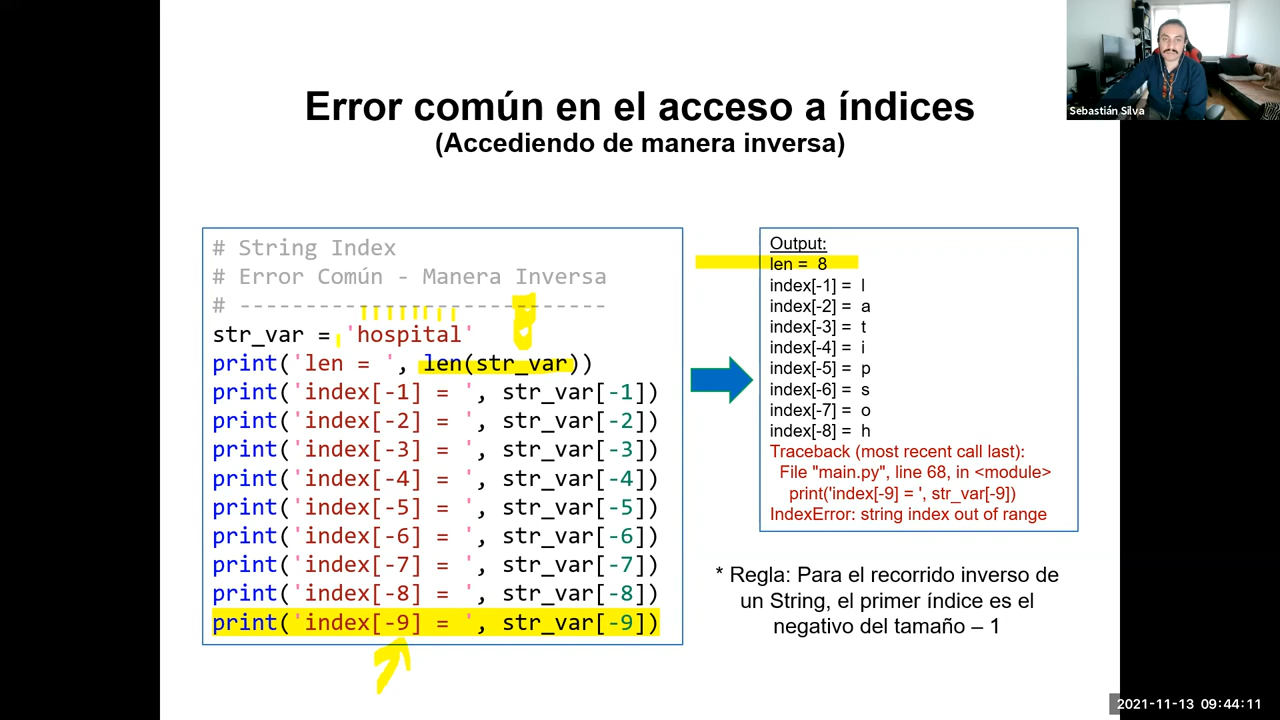 Sebastián Silva
Error común en el acceso a índices
(Accediendo de manera inversa)
# String Index
# Error Común - Manera Inversa
# ----------------------------
str_var = 'hospital'
print('len = ', len(str_var))
print('index[-1] = ', str_var[-1])
print('index[-2] = ', str_var[-2])
print('index[-3] = ', str_var[-3])
print('index[-4] = ', str_var[-4])
print('index[-5] = ', str_var[-5])
print('index[-6] = ', str_var[-6])
print('index[-7] = ', str_var[-7])
print('index[-8] = ', str_var[-8])
print('index[-9] = ', str_var[-9])
Output:
len = 8
index[-1] = l
index[-2] = a
index[-3] = t
index[-4] = i
index[-5] = p
index[-6] = s
index[-7] = o
index[-8] = h
Traceback (most recent call last):
File "main.py", line 68, in <module>
print('index[-9] = ', str_var[-9])
IndexError: string index out of range
* Regla: Para el recorrido inverso de
un String, el primer índice es el
negativo del tamaño – 1
2021-11-13 09:44:11